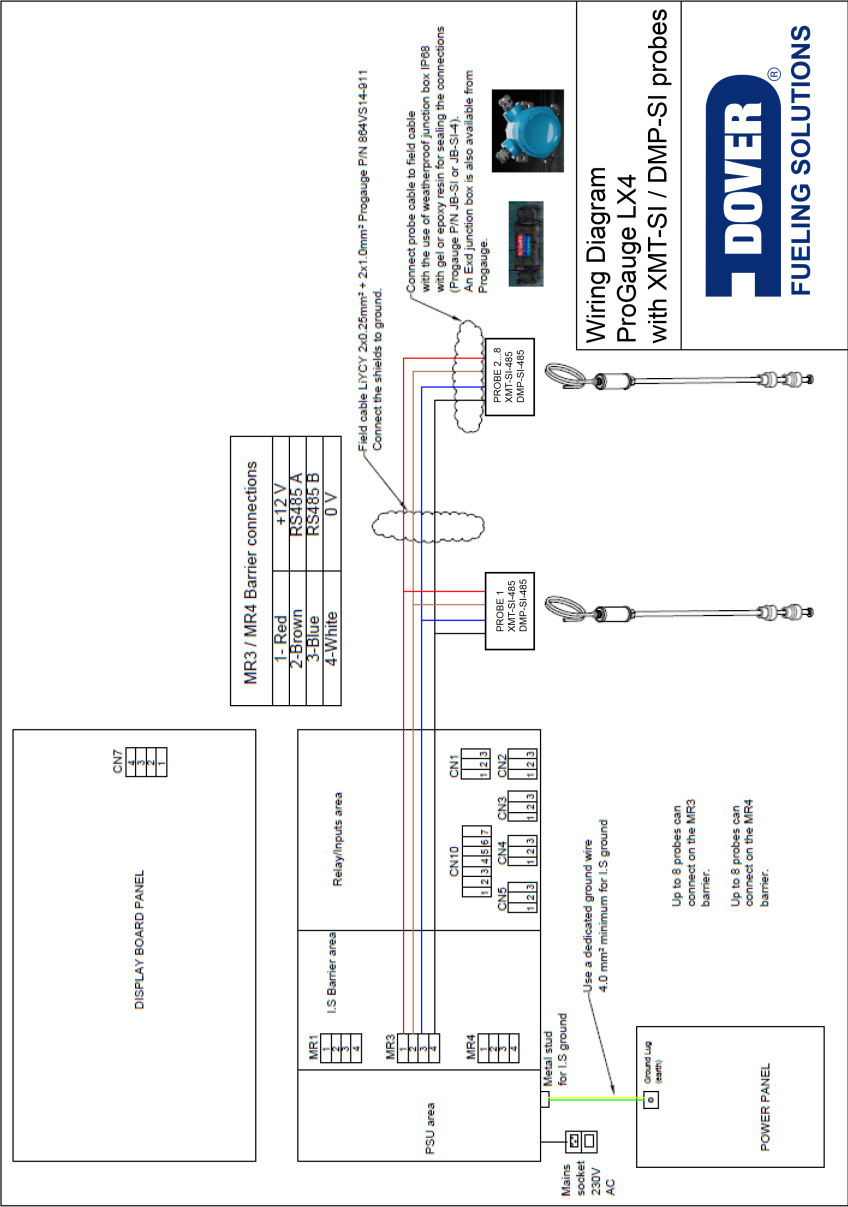 DISPLAY BOARD PANEL
CN7
4
3
2
1
MR3 / MR4 Barrier connections
1- Red +12 V
2-Brown RS485 A
3-Blue RS485 B
4-White 0 V
Field cable LiYCY 2x0.25mm² + 2x1.0mm² Progauge P/N 864VS14-911
Connect the shields to ground.
Connect probe cable to field cable
with the use of weatherproof junction box IP68
with gel or epoxy resin for sealing the connections
(Progauge P/N JB-SI or JB-SI-4).
An Exd junction box is also available from
Progauge.
PSU area
I.S Barrier area
Relay/Inputs area
MR1
1
2
3
4
MR3
1
2
3
4
MR4
1
2
3
4
CN10
1 2 3 4 5 6 7
CN1
1 2 3
CN5
1 2 3
CN4
1 2 3
CN3
1 2 3
CN2
1 2 3
PROBE 1
XMT-SI-485
DMP-SI-485
PROBE 2...8
XMT-SI-485
DMP-SI-485
Mains
socket
230V
AC
Metal stud
for I.S ground
Use a dedicated ground wire
4.0 mm² minimum for I.S ground
Ground Lug
(earth)
POWER PANEL
Up to 8 probes can
connect on the MR3
barrier.
Up to 8 probes can
connect on the MR4
barrier.
Wiring Diagram
ProGauge LX4
with XMT-SI / DMP-SI probes
DOVER ®
FUELING SOLUTIONS